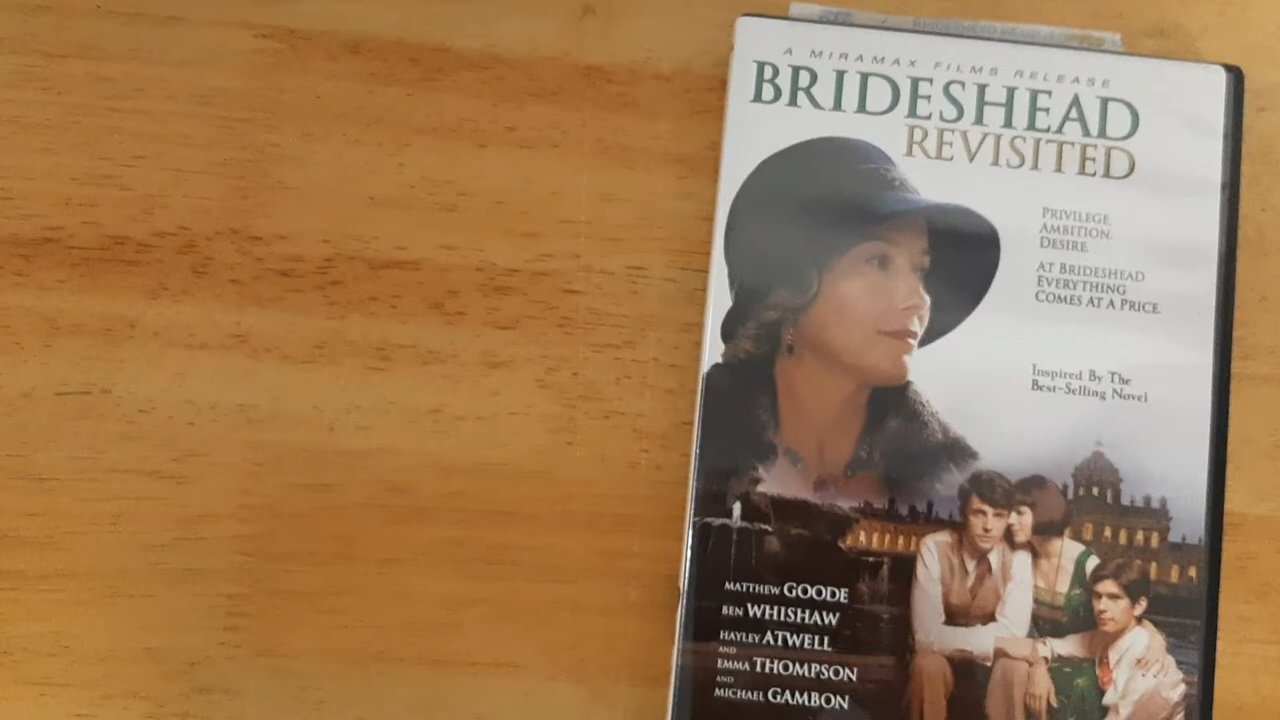 A MIRAMAX FILMS RELEASE
BRIDESHEAD
REVISITED
PRIVILEGE.
AMBITION.
DESIRE.
AT BRIDESHEAD
EVERYTHING
COMES AT A PRICE.
Inspired By The
Best-Selling Novel
MATTHEW GOODE
BEN WHISHAW
HAYLEY ATWELL
AND
EMMA THOMPSON
AND
MICHAEL GAMBON